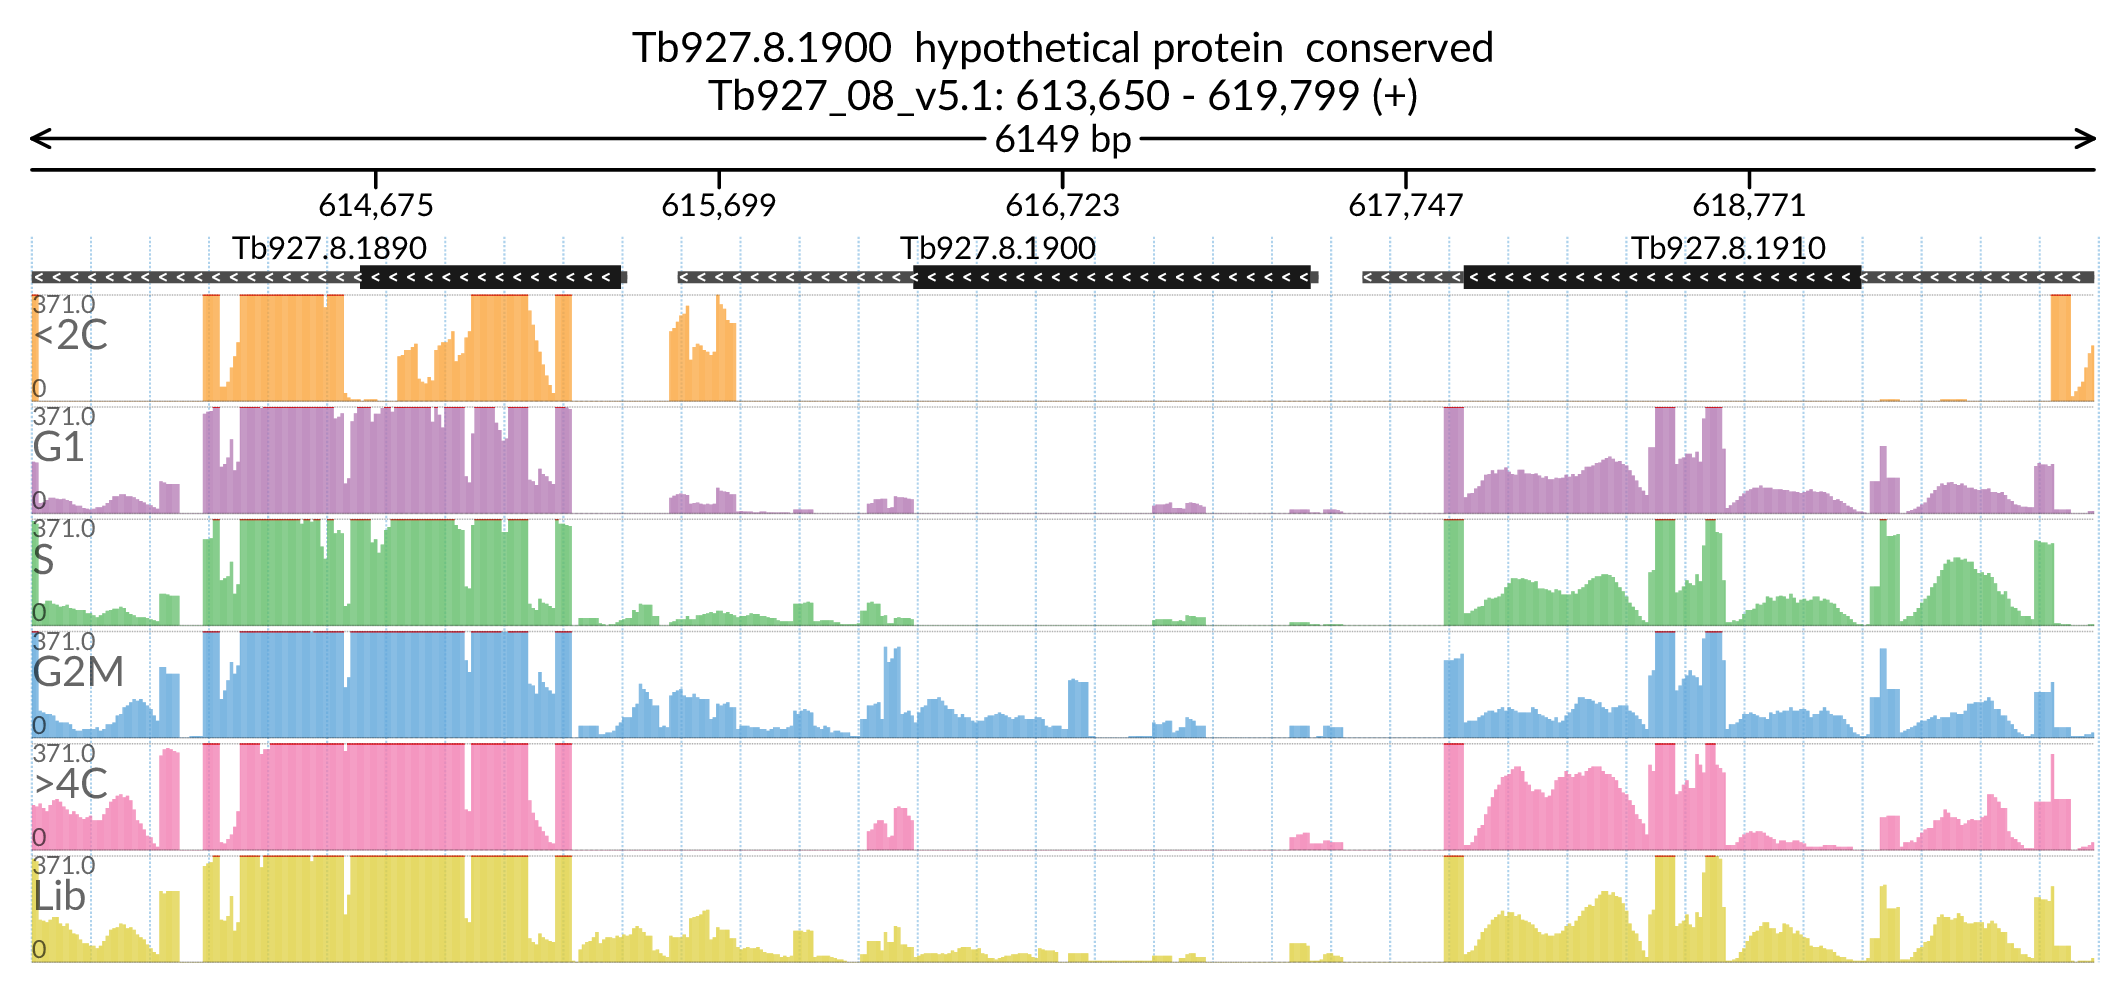 Tb927.8.1900  hypothetical protein  conserved
Tb927_08_v5.1: 613,650 - 619,799 (+)
6149 bp
614,675 615,699 616,723 617,747 618,771
Tb927.8.1890 Tb927.8.1900 Tb927.8.1910
371.0
<2C
0
371.0
G1
0
371.0
S
0
371.0
G2M
0
371.0
>4C
0
371.0
Lib
0